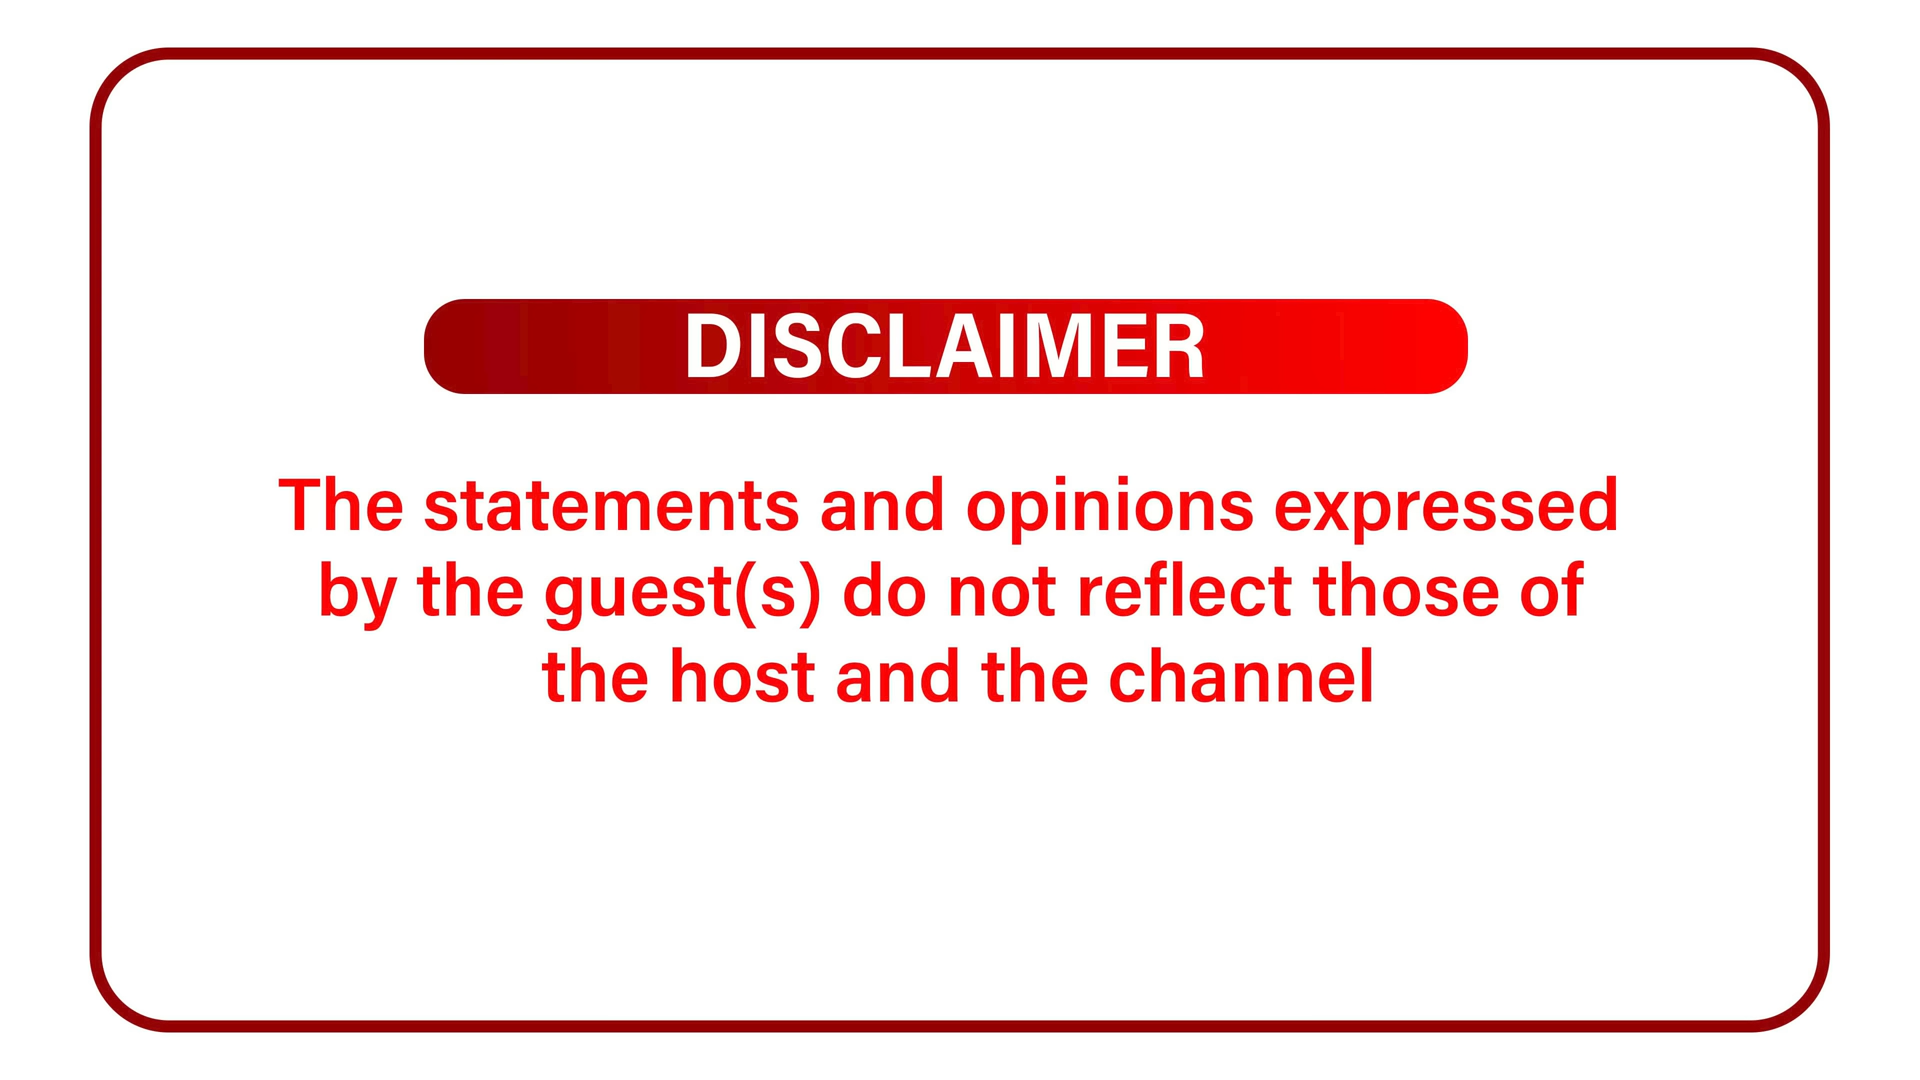 DISCLAIMER
The statements and opinions expressed
by the guest(s) do not reflect those of
the host and the channel